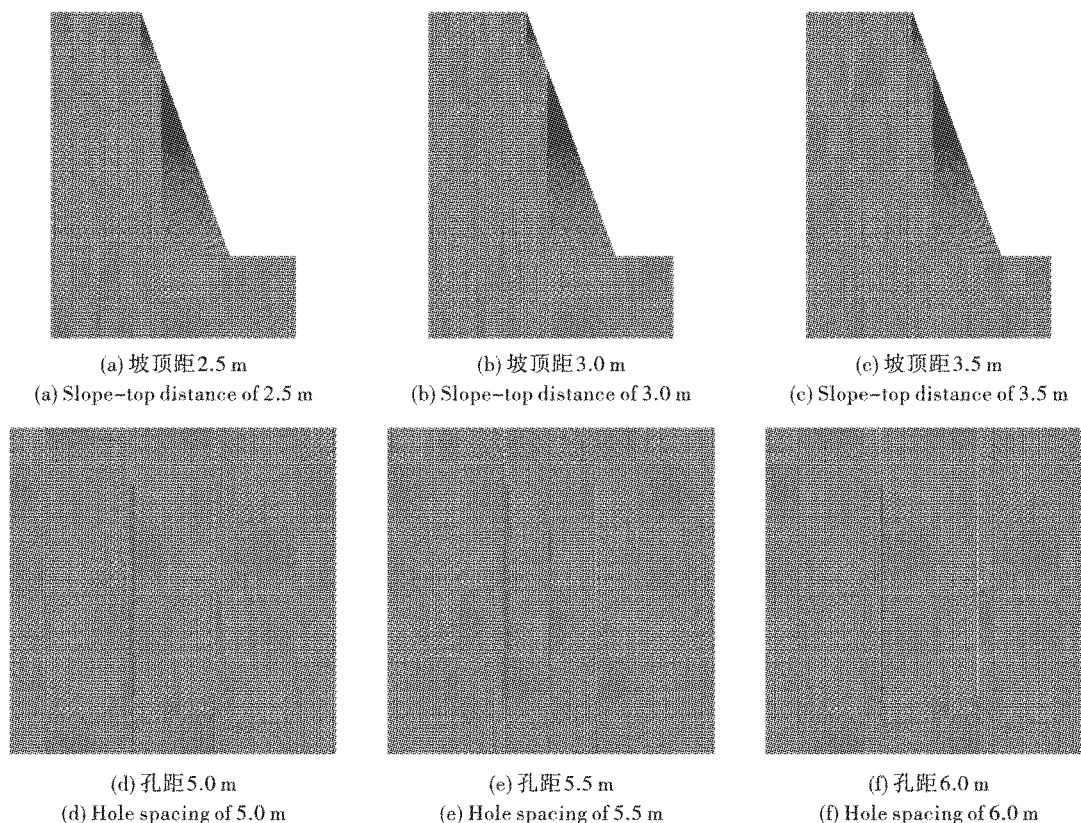 (a) 坡顶距2.5 m
(a) Slope-top distance of 2.5 m
(b) 坡顶距3.0 m
(b) Slope-top distance of 3.0 m
(c) 坡顶距3.5 m
(c) Slope-top distance of 3.5 m
(d) 孔距5.0 m
(d) Hole spacing of 5.0 m
(e) 孔距5.5 m
(e) Hole spacing of 5.5 m
(f) 孔距6.0 m
(f) Hole spacing of 6.0 m